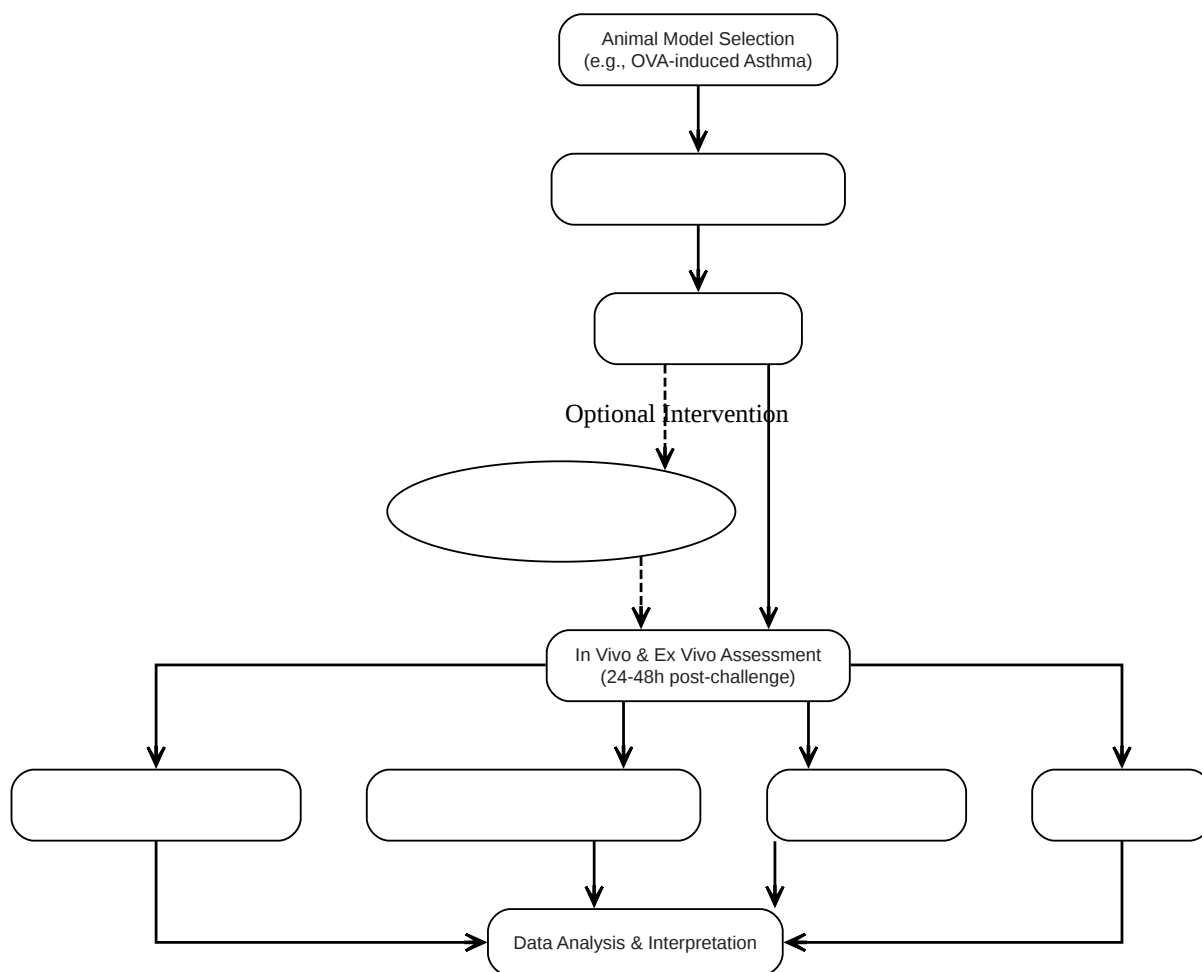 Animal Model Selection
(e.g., OVA-induced Asthma)
Optional Intervention
In Vivo & Ex Vivo Assessment
(24-48h post-challenge)
Data Analysis & Interpretation